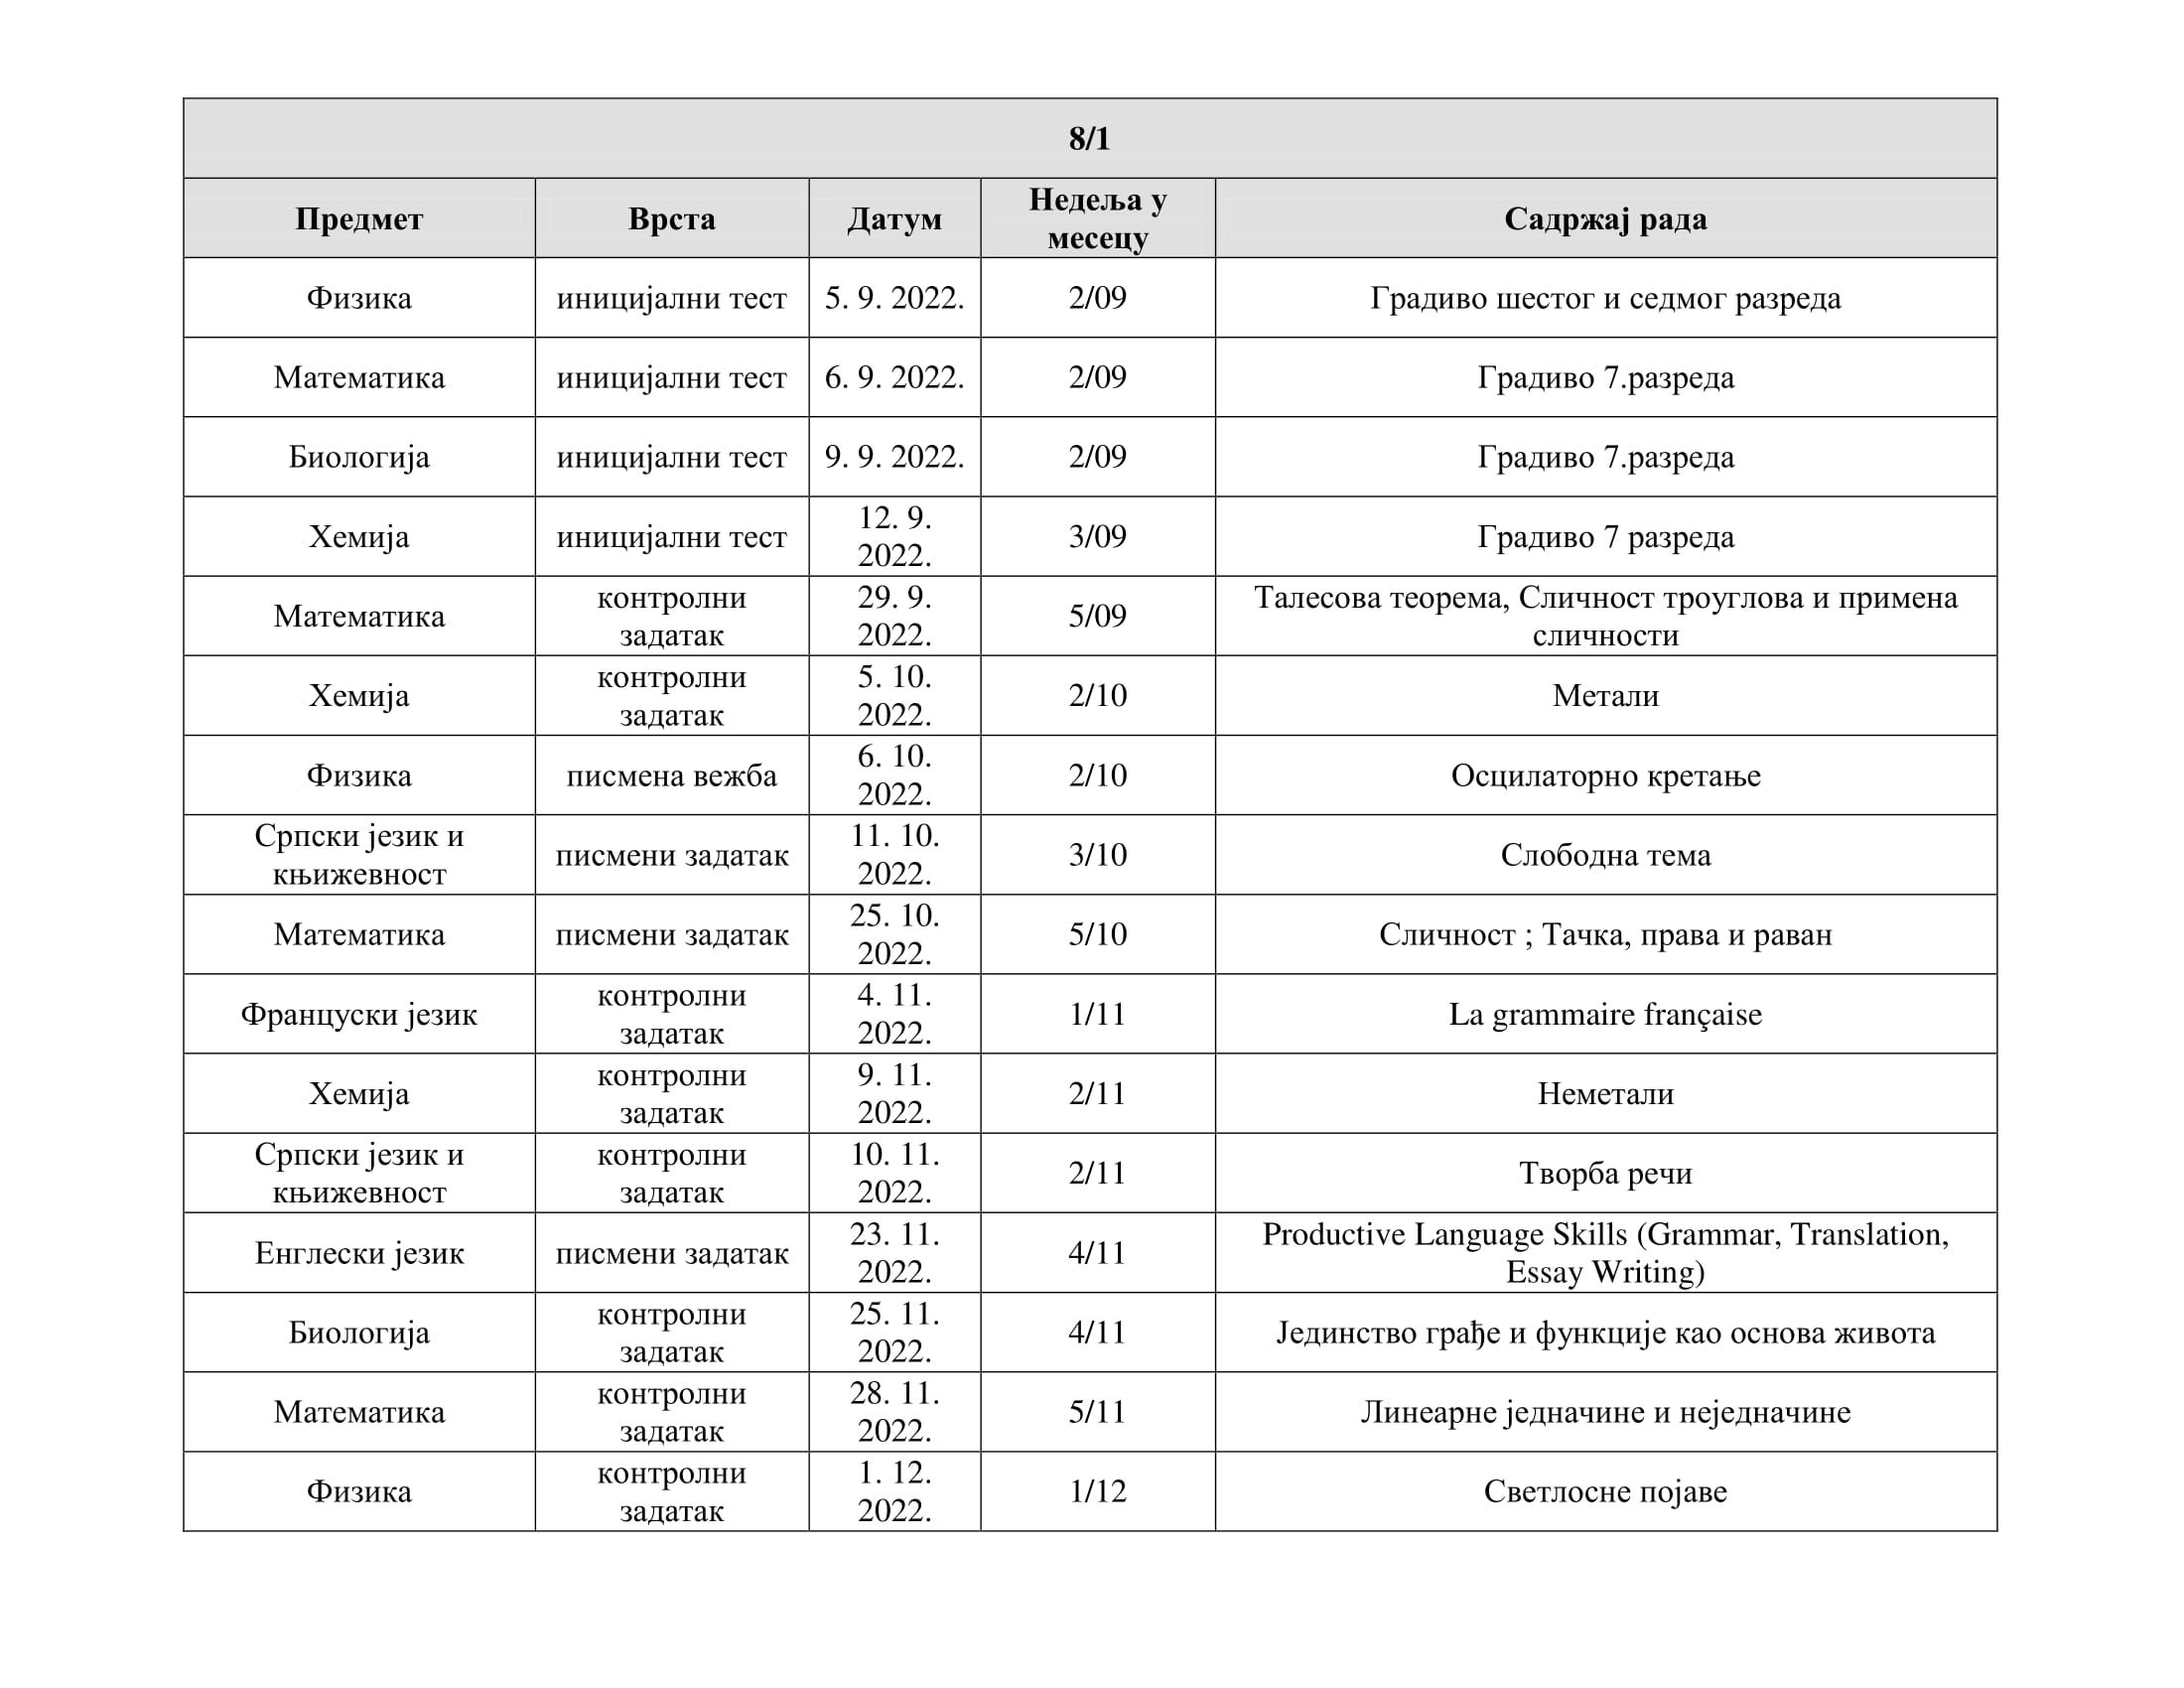 8/1
Предмет
Врста
Датум
Недеља у
месецу
Садржај рада
Физика
иницијални тест
5. 9. 2022.
2/09
Градиво шестог и седмог разреда
Математика
иницијални тест
6. 9. 2022.
2/09
Градиво 7.разреда
Биологија
иницијални тест
9. 9. 2022.
2/09
Градиво 7.разреда
Хемија
иницијални тест
12. 9.
2022.
3/09
Градиво 7 разреда
Математика
контролни
задатак
29. 9.
2022.
5/09
Талесова теорема, Сличност троуглова и примена
сличности
Хемија
контролни
задатак
5. 10.
2022.
2/10
Метали
Физика
писмена вежба
6. 10.
2022.
2/10
Осцилаторно кретање
Српски језик и
књижевност
писмени задатак
11. 10.
2022.
3/10
Слободна тема
Математика
писмени задатак
25. 10.
2022.
5/10
Сличност ; Тачка, права и раван
Француски језик
контролни
задатак
4. 11.
2022.
1/11
La grammaire française
Хемија
контролни
задатак
9. 11.
2022.
2/11
Неметали
Српски језик и
књижевност
контролни
задатак
10. 11.
2022.
2/11
Творба речи
Енглески језик
писмени задатак
23. 11.
2022.
4/11
Productive Language Skills (Grammar, Translation,
Essay Writing)
Биологија
контролни
задатак
25. 11.
2022.
4/11
Јединство грађе и функције као основа живота
Математика
контролни
задатак
28. 11.
2022.
5/11
Линеарне једначине и неједначине
Физика
контролни
задатак
1. 12.
2022.
1/12
Светлосне појаве